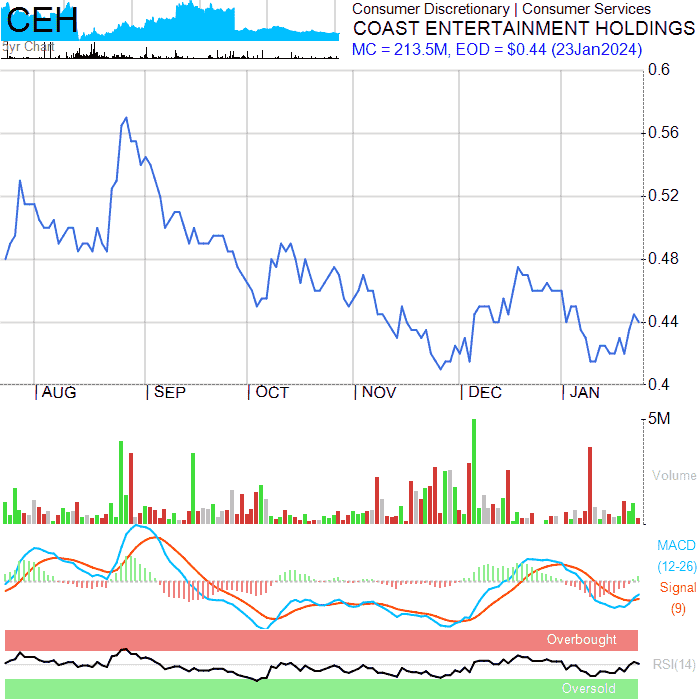 CEH
5yr Chart
Consumer Discretionary | Consumer Services
COAST ENTERTAINMENT HOLDINGS
MC = 213.5M, EOD = $0.44 (23Jan2024)
0.6
0.56
0.52
0.48
0.44
0.4
| AUG | SEP | OCT | NOV | DEC | JAN
5M
Volume
MACD
(12-26)
Signal
(9)
Overbought
RSI(14)
Oversold